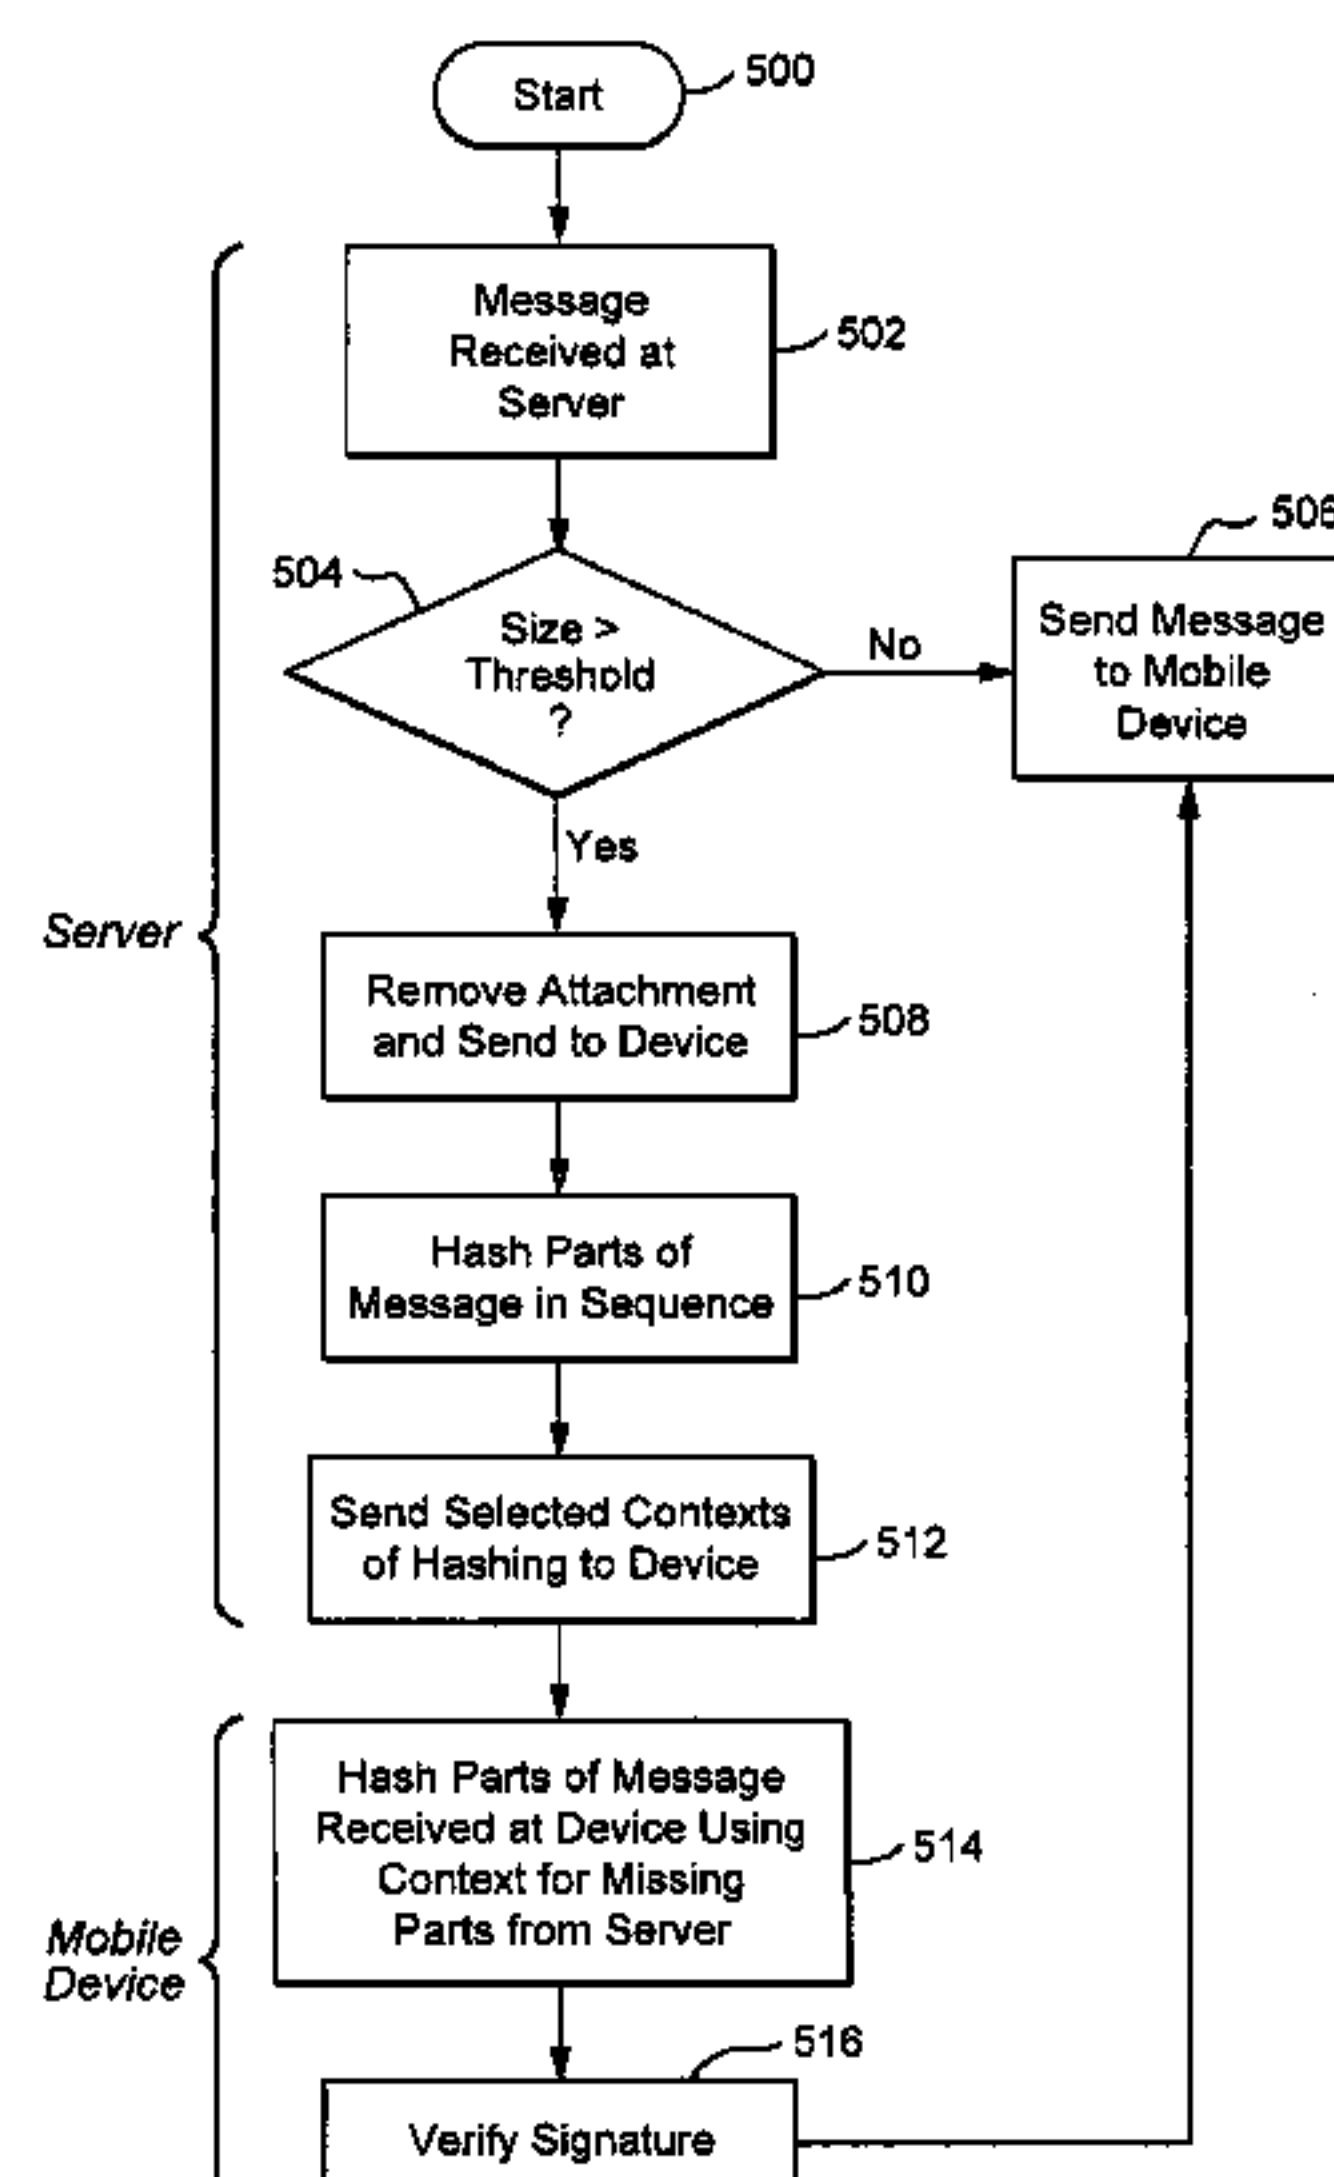 Start
500
Message
Received at
Server
502
504
Size >
Threshold
?
No
506
Send Message
to Mobile
Device
Yes
Server
Remove Attachment
and Send to Device
508
Hash Parts of
Message in Sequence
510
Send Selected Contexts
of Hashing to Device
512
Hash Parts of Message
Received at Device Using
Context for Missing
Parts from Server
514
Mobile
Device
516
Verify Signature